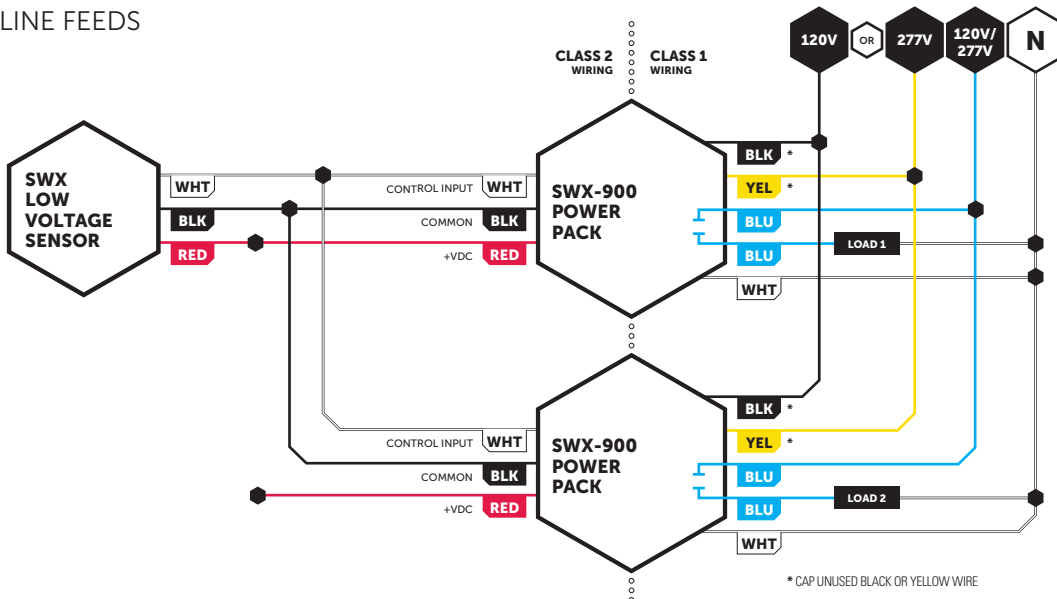 LINE FEEDS
CLASS 2
WIRING
CLASS 1
WIRING
120V
OR
277V
120V/
277V
N
SWX
LOW
VOLTAGE
SENSOR
WHT
BLK
RED
CONTROL INPUT
WHT
COMMON
BLK
+VDC
RED
SWX-900
POWER
PACK
BLK *
YEL *
BLU
BLU
LOAD 1
WHT
CONTROL INPUT
WHT
COMMON
BLK
+VDC
RED
SWX-900
POWER
PACK
BLK *
YEL *
BLU
BLU
LOAD 2
WHT
* CAP UNUSED BLACK OR YELLOW WIRE